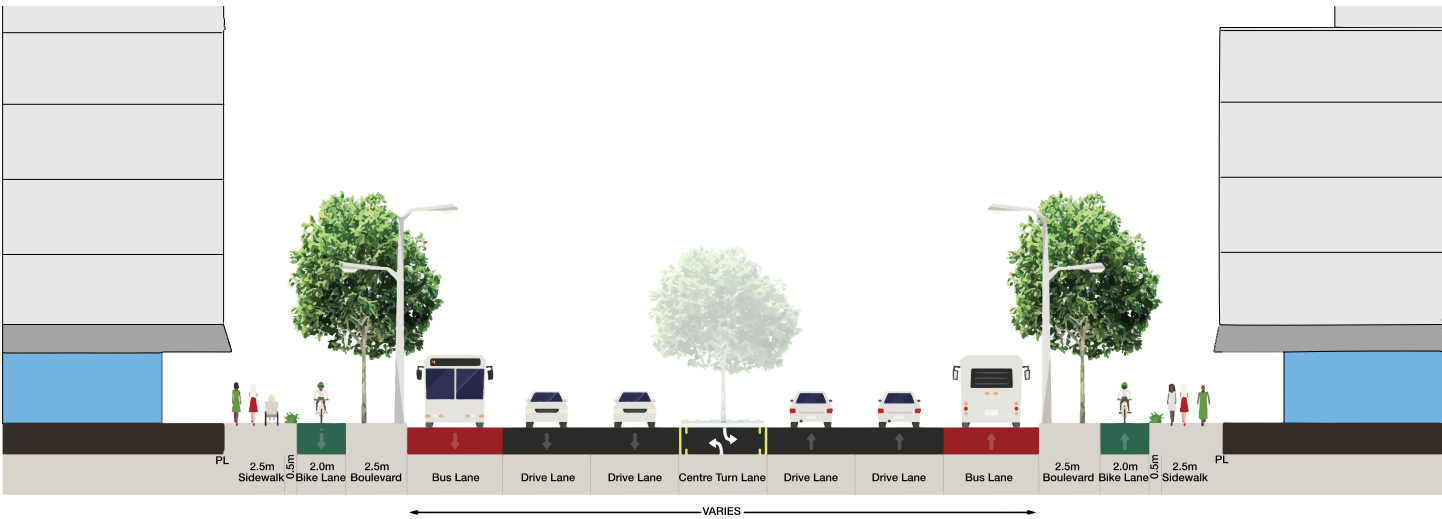 PL
2.5m
Sidewalk
0.5m
2.0m
Bike Lane
2.5m
Boulevard
Bus Lane
Drive Lane
Drive Lane
Centre Turn Lane
Drive Lane
Drive Lane
Bus Lane
2.5m
Boulevard
2.0m
Bike Lane
0.5m
2.5m
Sidewalk
PL
VARIES